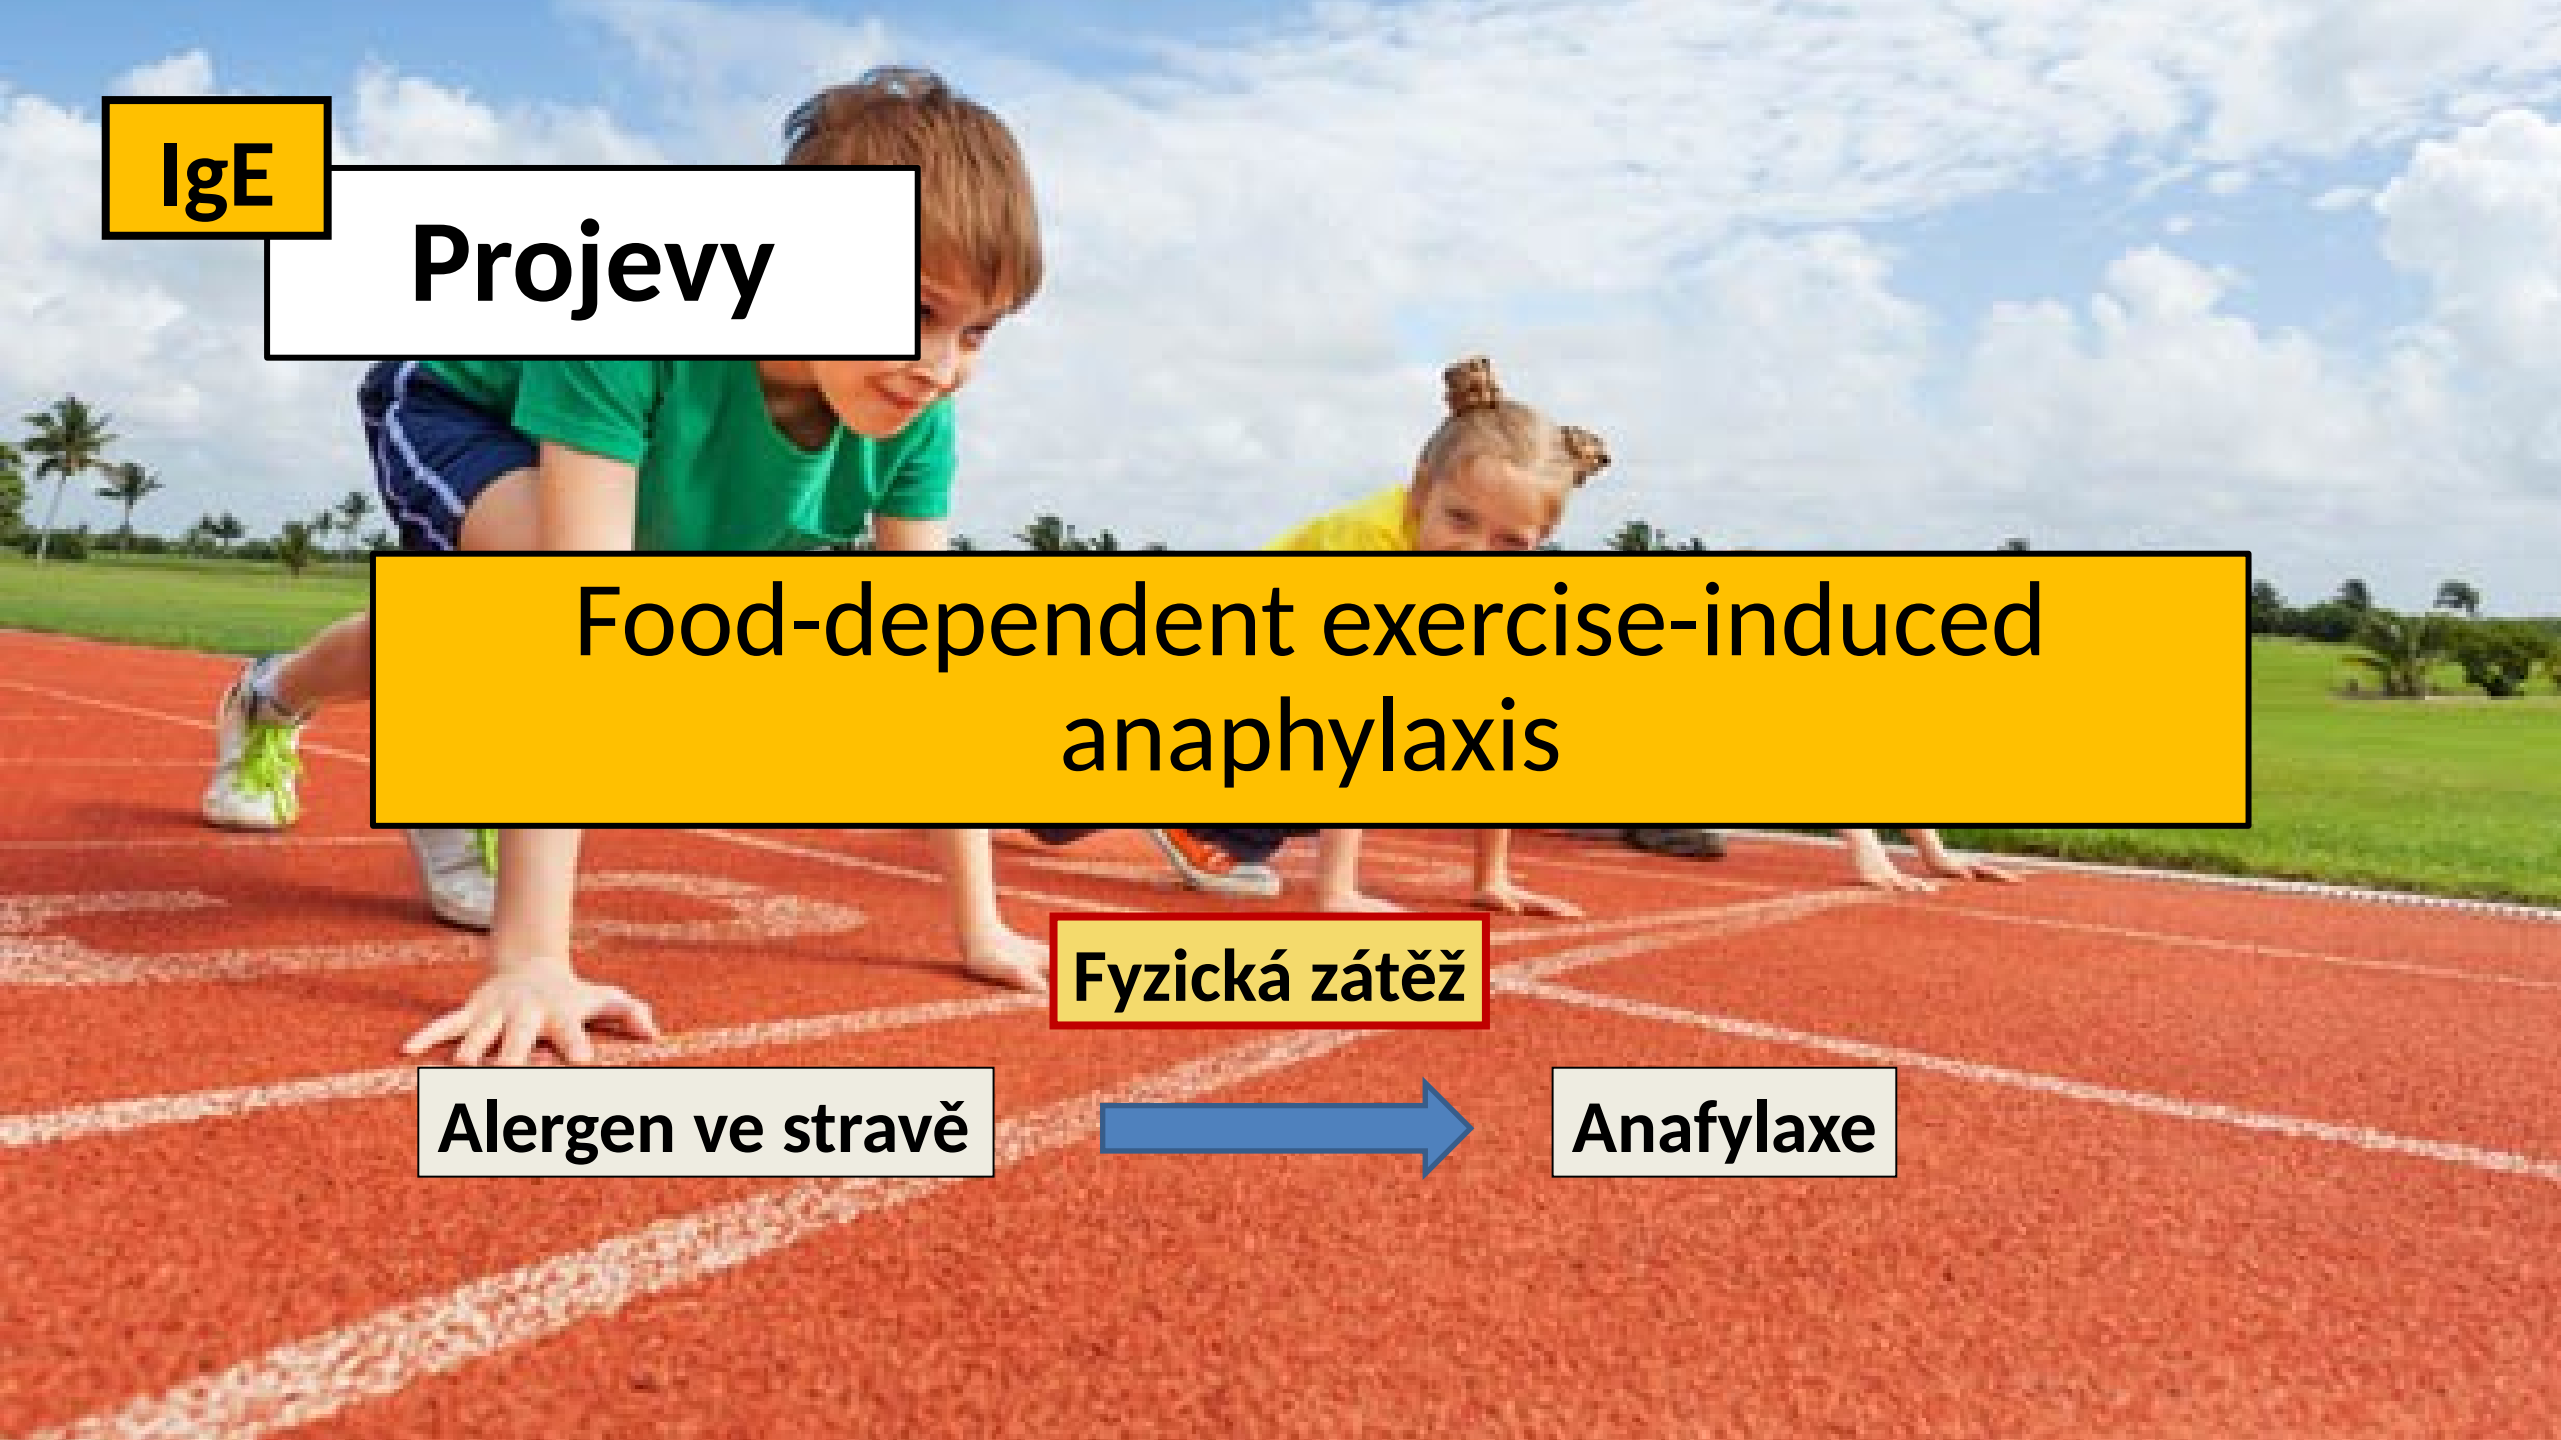 IgE
Projevy
Food-dependent exercise-induced
anaphylaxis
Fyzická zátěž
Alergen ve stravě
Anafylaxe